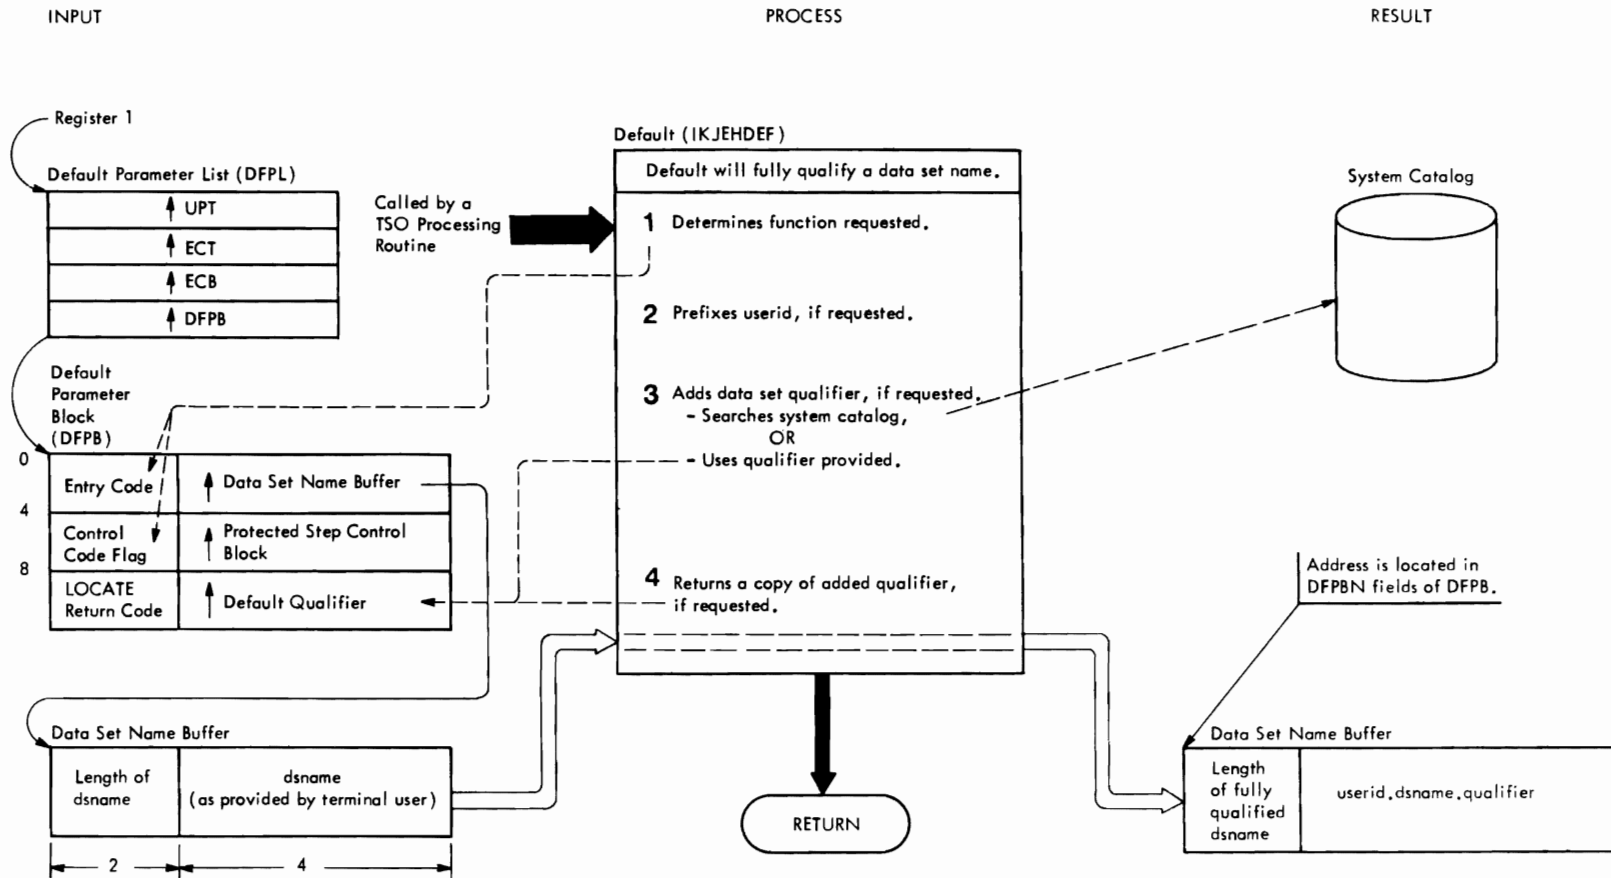 INPUT
PROCESS
RESULT
Register 1
Default Parameter List (DFPL)
UPT
ECT
ECB
DFPB
Default
Parameter
Block
(DFPB)
0
Entry Code
Data Set Name Buffer
4
Control
Code Flag
Protected Step Control
Block
8
LOCATE
Return Code
Default Qualifier
Data Set Name Buffer
Length of
dsname
dsname
(as provided by terminal user)
2
4
Called by a
TSO Processing
Routine
Default (IKJEHDEF)
Default will fully qualify a data set name.
1 Determines function requested.
2 Prefixes userid, if requested.
3 Adds data set qualifier, if requested.
- Searches system catalog,
OR
- Uses qualifier provided.
4 Returns a copy of added qualifier,
if requested.
RETURN
System Catalog
Address is located in
DFPBN fields of DFPB.
Data Set Name Buffer
Length
of fully
qualified
dsname
userid.dsname.qualifier